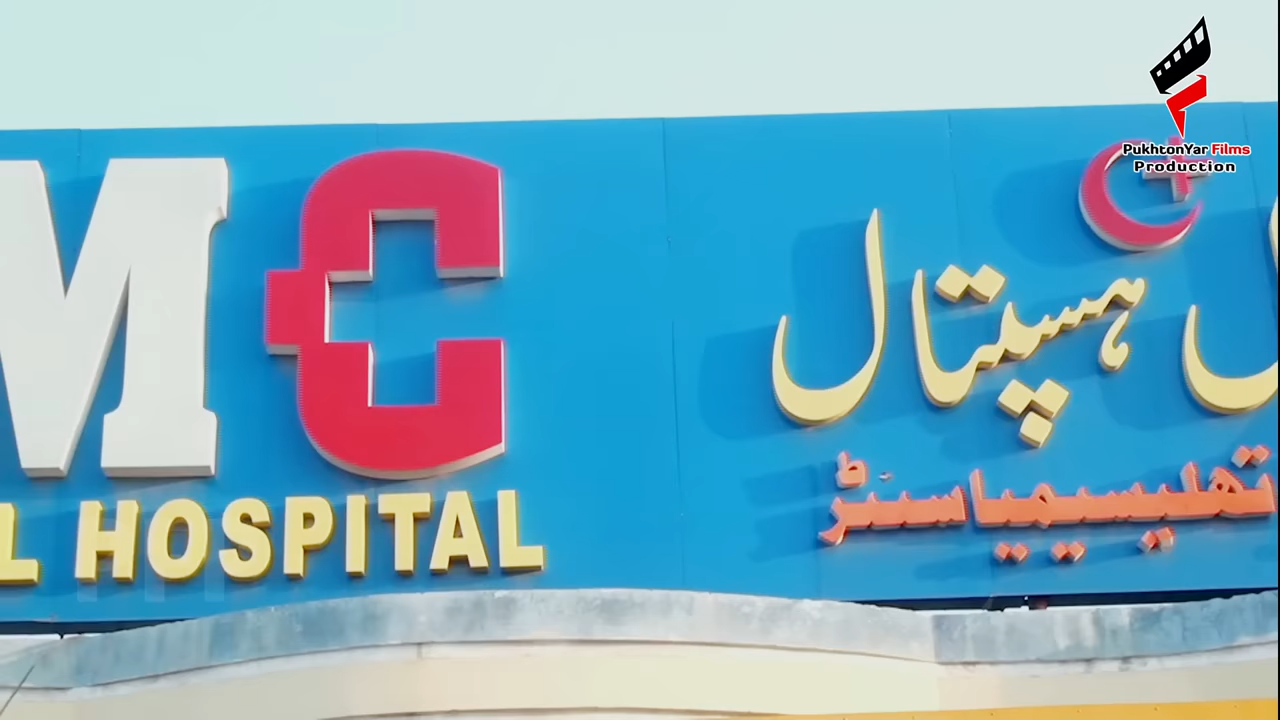 MC
L HOSPITAL
ہسپتال
تھلیسیمیا سنٹر
PukhtonYar Films
Production